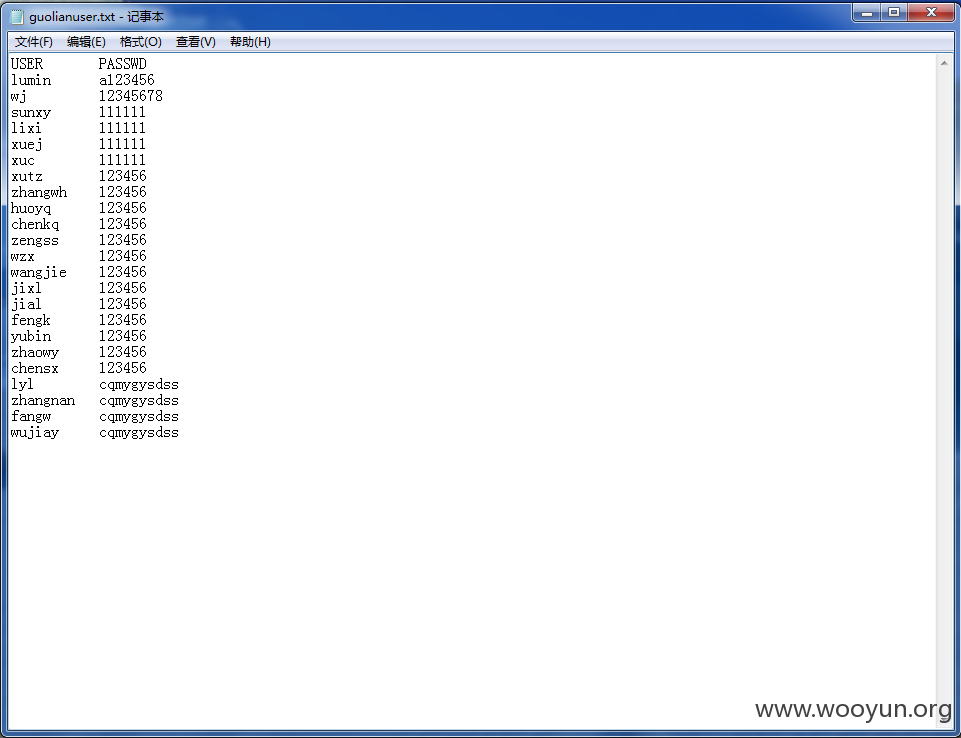 guolianuser.txt - 记事本
文件(F) 编辑(E) 格式(O) 查看(V) 帮助(H)
USER PASSWD
lumin a123456
wj 12345678
sunxy 111111
lixi 111111
xuej 111111
xuc 111111
xutz 123456
zhangwh 123456
huoyq 123456
chenkq 123456
zengss 123456
wzx 123456
wangjie 123456
jixl 123456
jial 123456
fengk 123456
yubin 123456
zhaowy 123456
chensx 123456
lyl cqmygysdss
zhangnan cqmygysdss
fangw cqmygysdss
wujiay cqmygysdss
www.wooyun.org